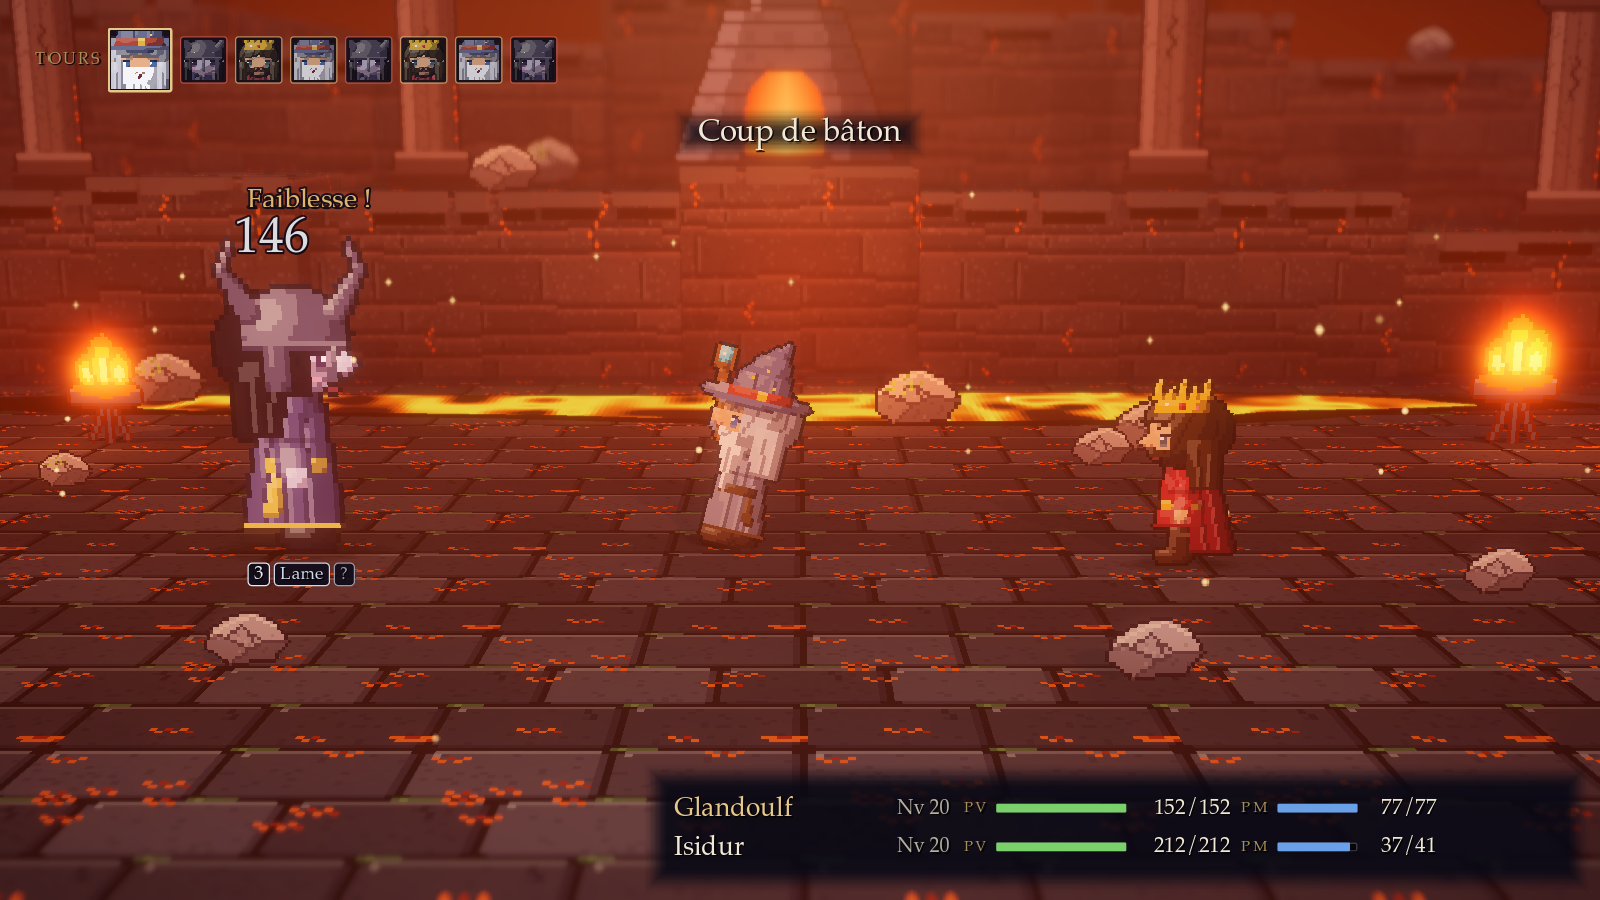 TOURS
Coup de bâton
Faiblesse !
146
3 Lame ?
Glandoulf Nv 20 PV 152/152 PM 77/77
Isidur Nv 20 PV 212/212 PM 37/41